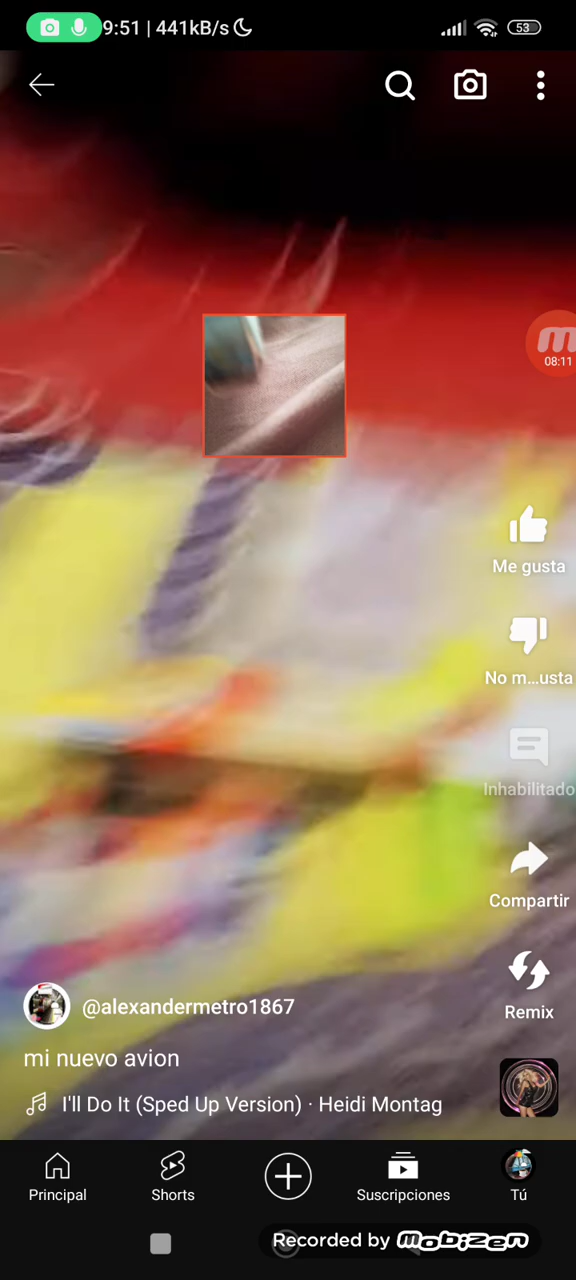 9:51 | 441kB/s
53
m
08:11
Me gusta
No m...usta
Inhabilitado
Compartir
Remix
@alexandermetro1867
mi nuevo avion
I'll Do It (Sped Up Version) · Heidi Montag
Principal
Shorts
Suscripciones
Tú
Recorded by mobizen